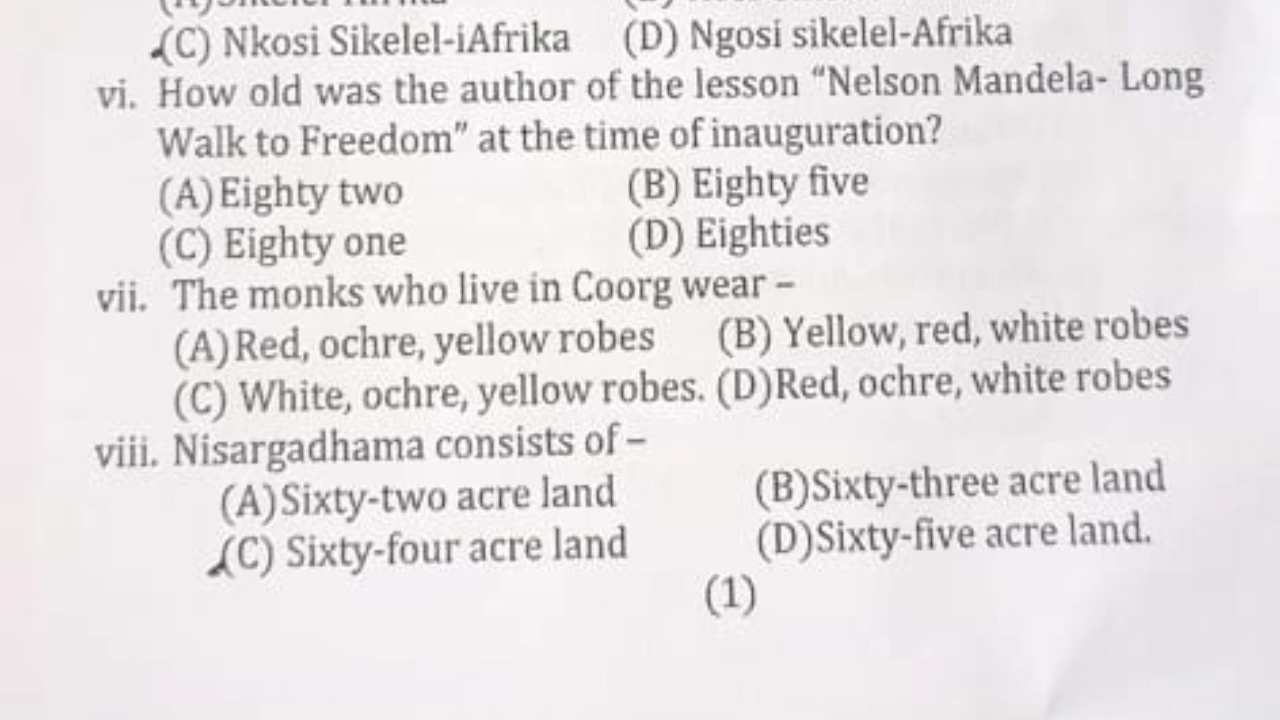 (C) Nkosi Sikelel-iAfrika (D) Ngosi sikelel-Afrika
vi. How old was the author of the lesson “Nelson Mandela- Long
Walk to Freedom” at the time of inauguration?
(A) Eighty two (B) Eighty five
(C) Eighty one (D) Eighties
vii. The monks who live in Coorg wear –
(A) Red, ochre, yellow robes (B) Yellow, red, white robes
(C) White, ochre, yellow robes. (D)Red, ochre, white robes
viii. Nisargadhama consists of –
(A)Sixty-two acre land (B)Sixty-three acre land
(C) Sixty-four acre land (D)Sixty-five acre land.
(1)